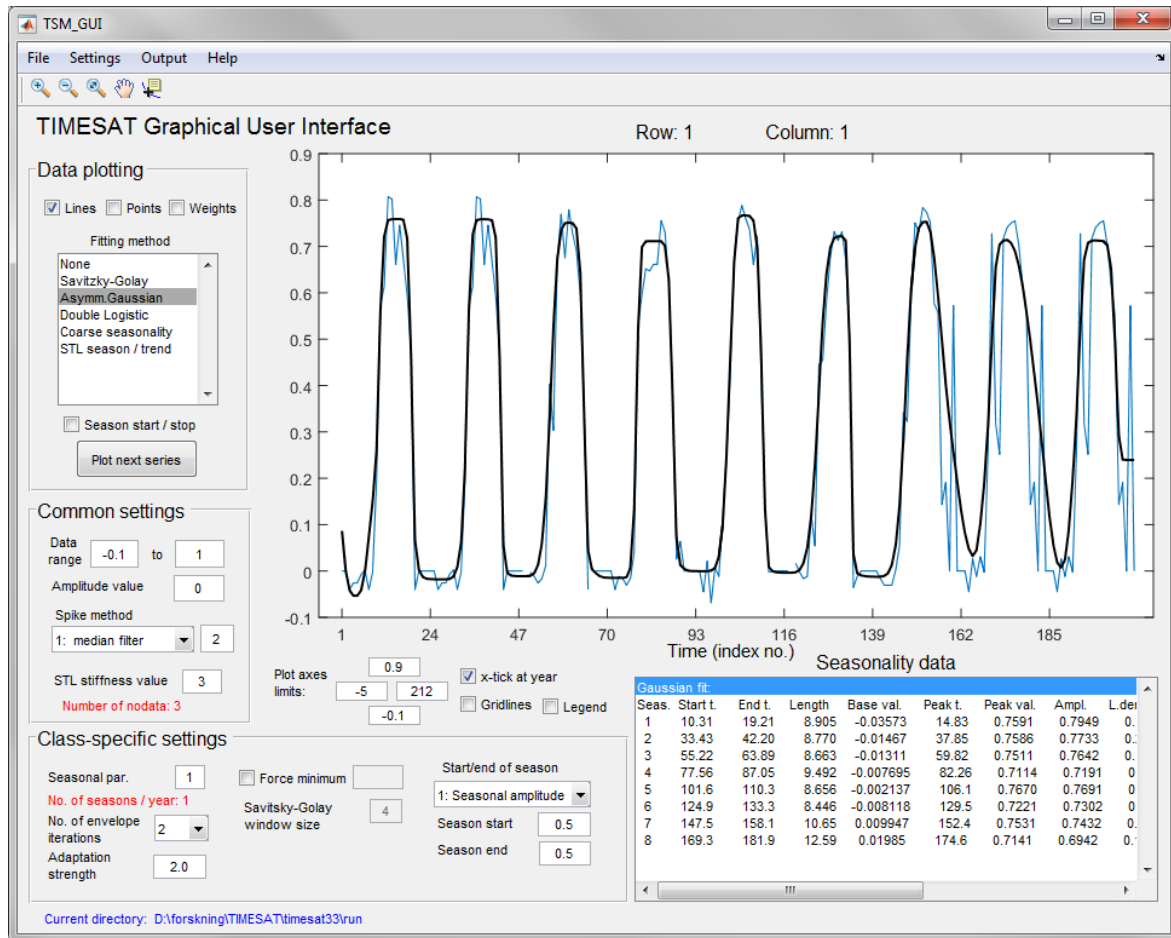 TSM_GUI
File Settings Output Help
TIMESAT Graphical User Interface
Row: 1 Column: 1
Data plotting
Lines Points Weights
Fitting method
None
Savitzky-Golay
Asymm.Gaussian
Double Logistic
Coarse seasonality
STL season / trend
Season start / stop
Plot next series
0.9
0.8
0.7
0.6
0.5
0.4
0.3
0.2
0.1
0
-0.1
1 24 47 70 93 116 139 162 185
Time (index no.)
Common settings
Data range -0.1 to 1
Amplitude value 0
Spike method
1: median filter 2
STL stiffness value 3
Number of nodata: 3
Plot axes limits:
0.9
-5 212
-0.1
x-tick at year
Gridlines Legend
Class-specific settings
Seasonal par. 1
No. of seasons / year: 1
No. of envelope iterations 2
Adaptation strength 2.0
Force minimum
Savitsky-Golay window size 4
Start/end of season
1: Seasonal amplitude
Season start 0.5
Season end 0.5
Seasonality data
Gaussian fit:
Seas. Start t. End t. Length Base val. Peak t. Peak val. Ampl. L.der
1 10.31 19.21 8.905 -0.03573 14.83 0.7591 0.7949 0.
2 33.43 42.20 8.770 -0.01467 37.85 0.7586 0.7733 0.
3 55.22 63.89 8.663 -0.01311 59.82 0.7511 0.7642 0.
4 77.56 87.05 9.492 -0.007695 82.26 0.7114 0.7191 0
5 101.6 110.3 8.656 -0.002137 106.1 0.7670 0.7691 0
6 124.9 133.3 8.446 -0.008118 129.5 0.7221 0.7302 0
7 147.5 158.1 10.65 0.009947 152.4 0.7531 0.7432 0.
8 169.3 181.9 12.59 0.01985 174.6 0.7141 0.6942 0.
Current directory: D:\forskning\TIMESAT\timesat33\run